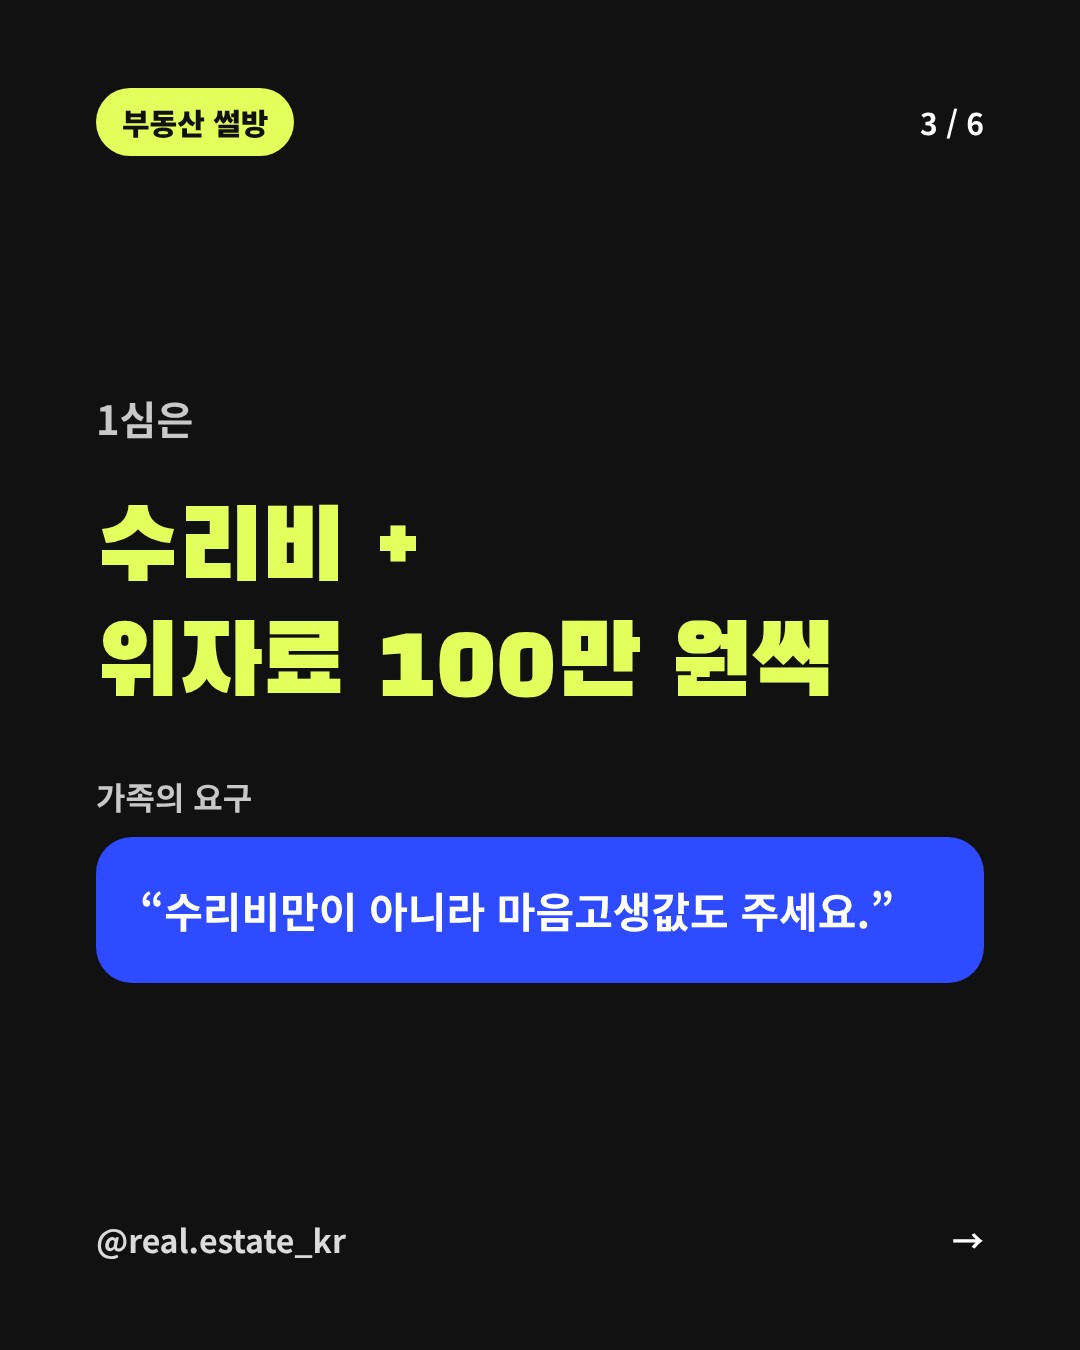 부동산 썰방
3 / 6
1심은
수리비 +
위자료 100만 원씩
가족의 요구
“수리비만이 아니라 마음고생값도 주세요.”
@real.estate_kr
→